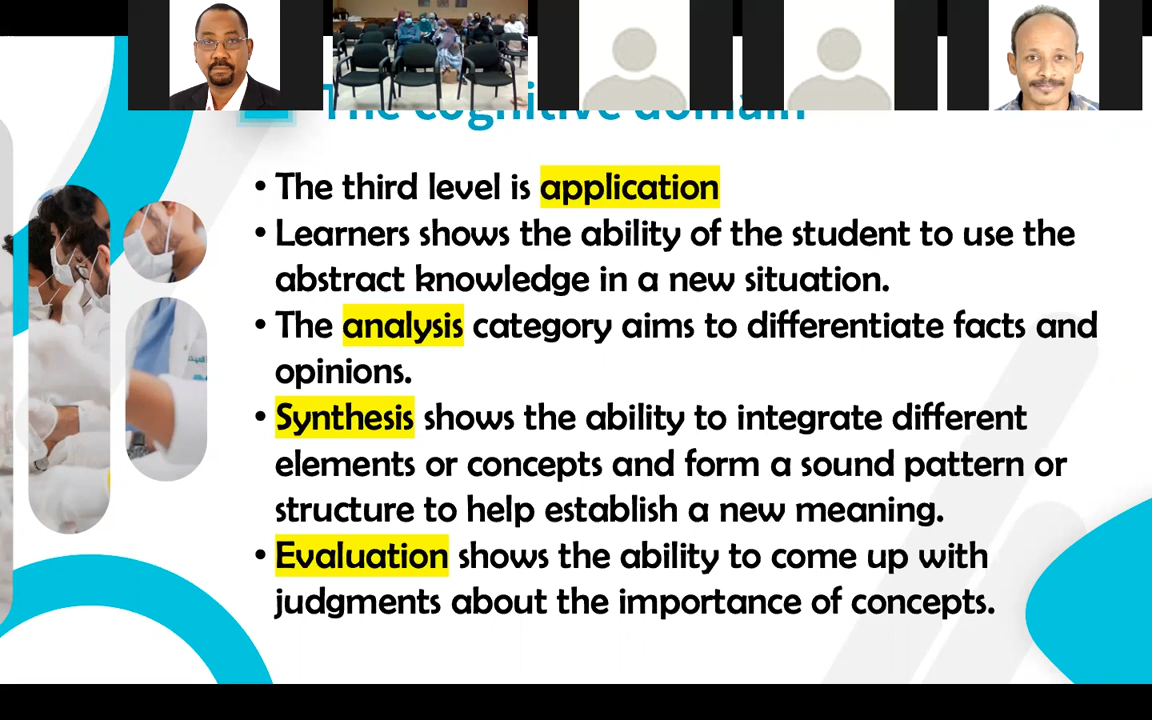 The cognitive domain
• The third level is application
• Learners shows the ability of the student to use the
abstract knowledge in a new situation.
• The analysis category aims to differentiate facts and
opinions.
• Synthesis shows the ability to integrate different
elements or concepts and form a sound pattern or
structure to help establish a new meaning.
• Evaluation shows the ability to come up with
judgments about the importance of concepts.